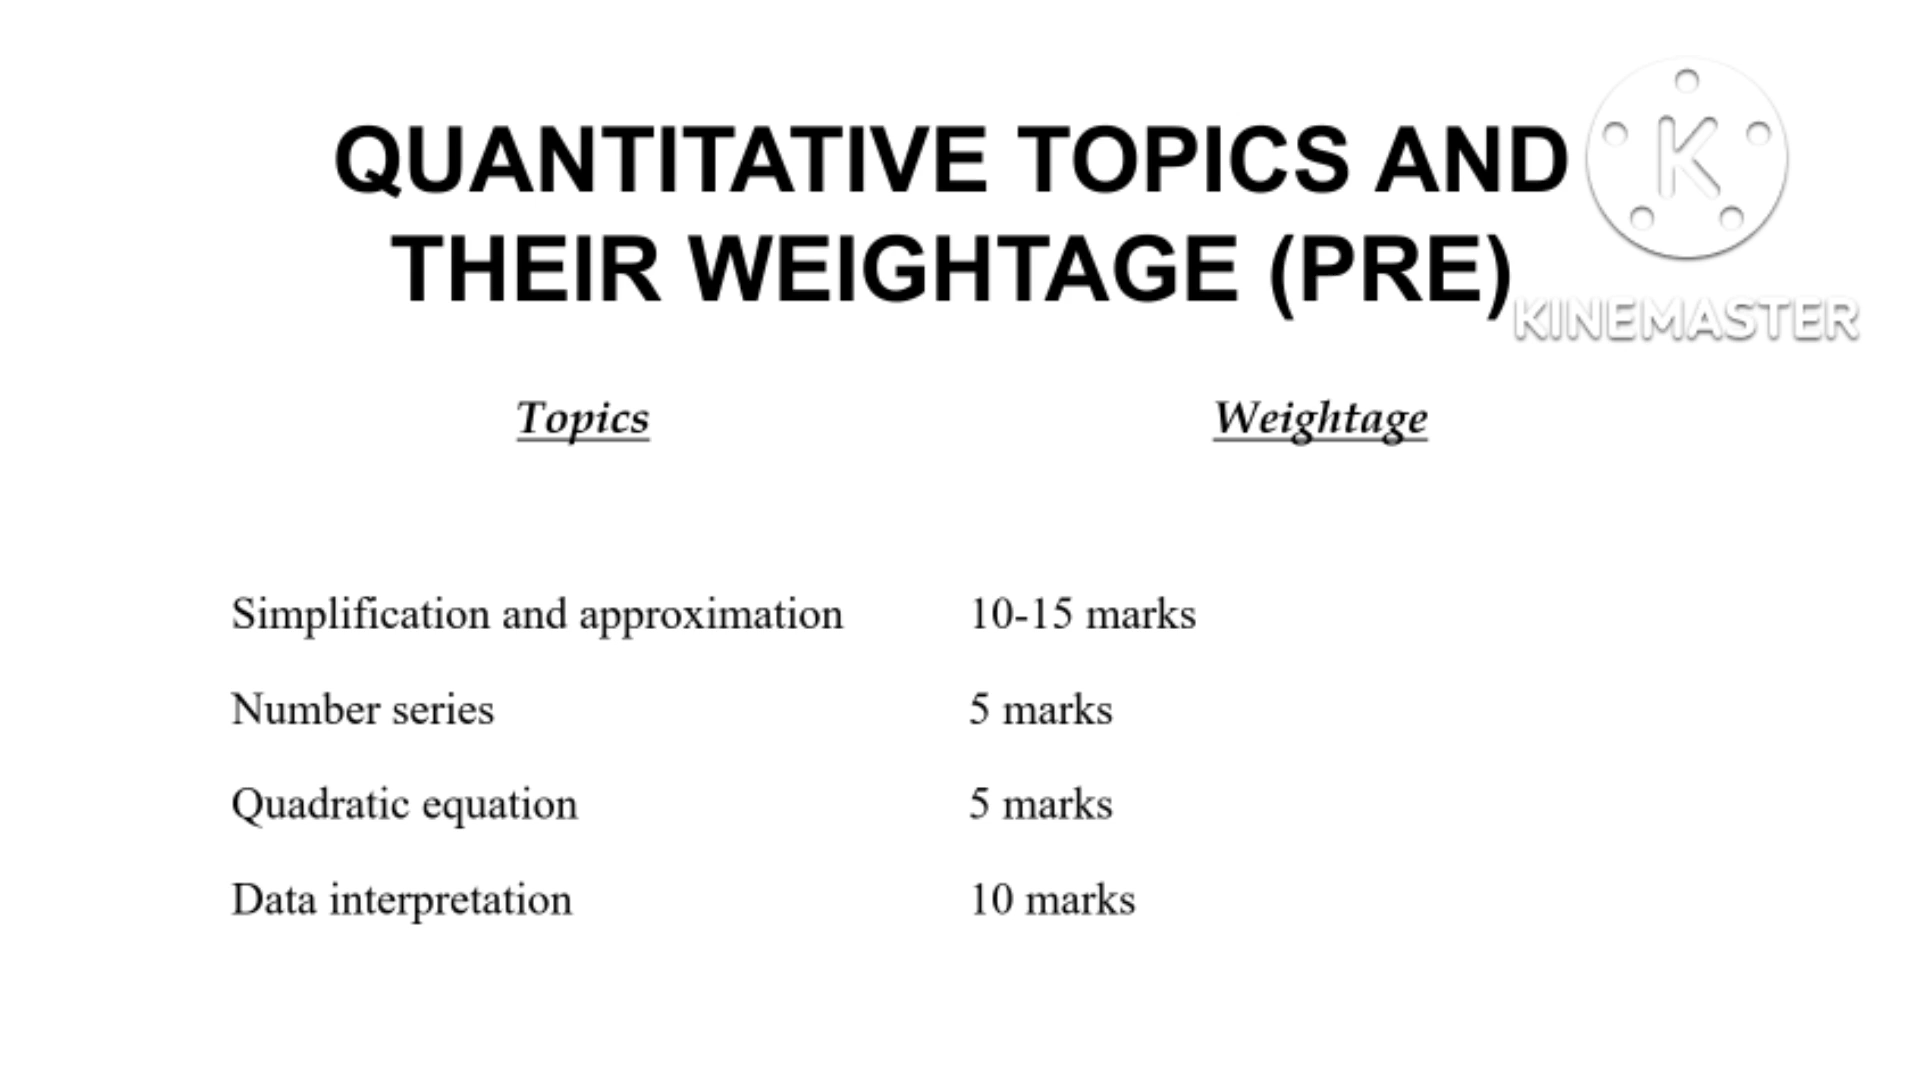 QUANTITATIVE TOPICS AND
THEIR WEIGHTAGE (PRE)
K
KINEMASTER
Topics Weightage
Simplification and approximation 10-15 marks
Number series 5 marks
Quadratic equation 5 marks
Data interpretation 10 marks